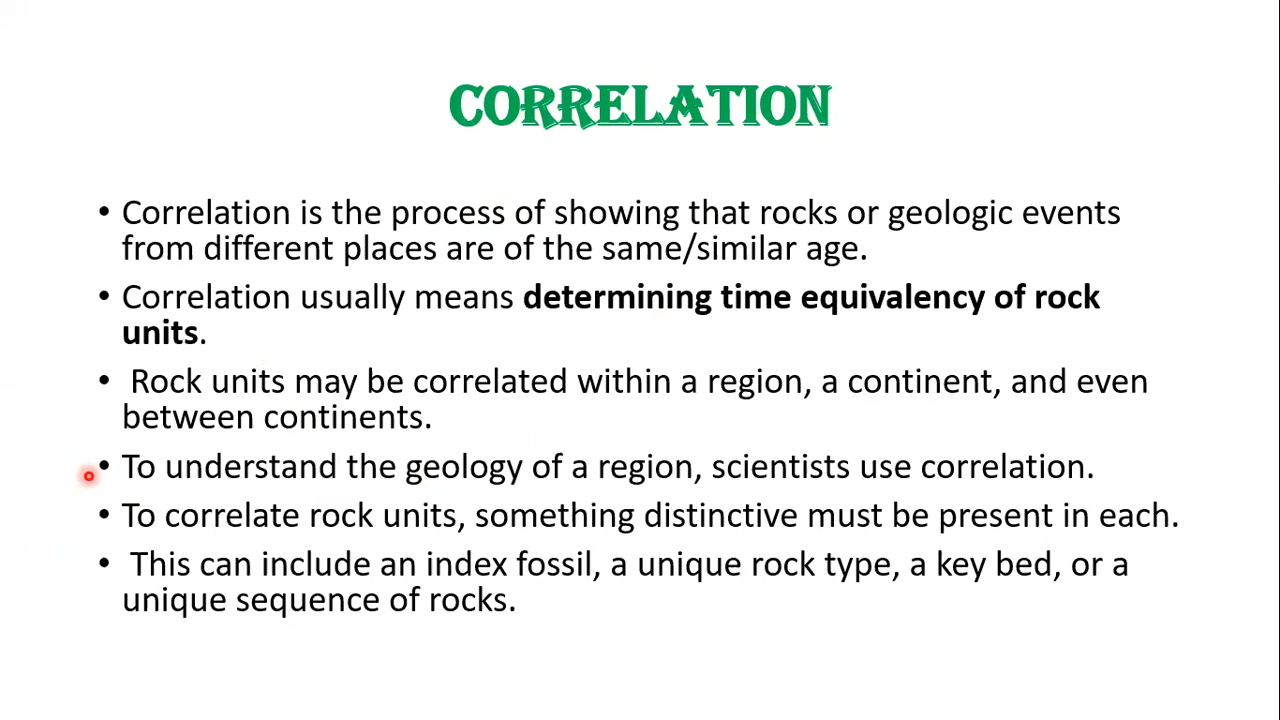 CORRELATION
• Correlation is the process of showing that rocks or geologic events
from different places are of the same/similar age.
• Correlation usually means determining time equivalency of rock
units.
• Rock units may be correlated within a region, a continent, and even
between continents.
• To understand the geology of a region, scientists use correlation.
• To correlate rock units, something distinctive must be present in each.
• This can include an index fossil, a unique rock type, a key bed, or a
unique sequence of rocks.